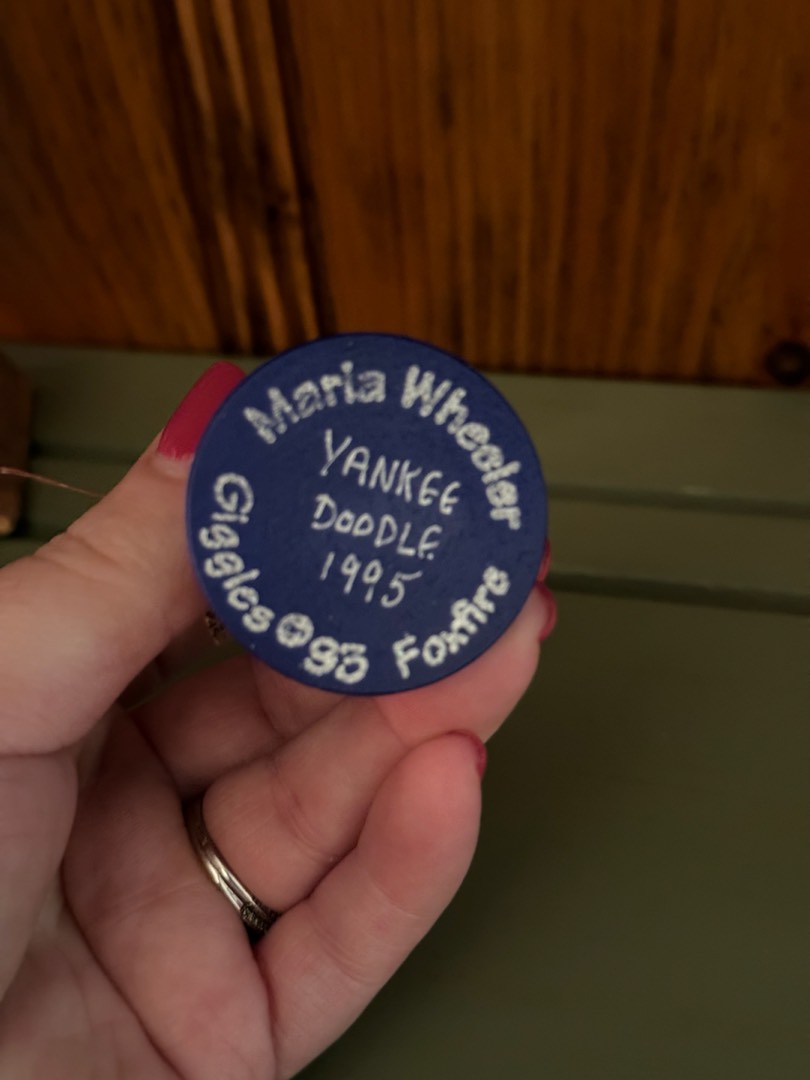 Maria Wheeler
YANKEE
DOODLE
1995
Giggles © 93 Foxfire